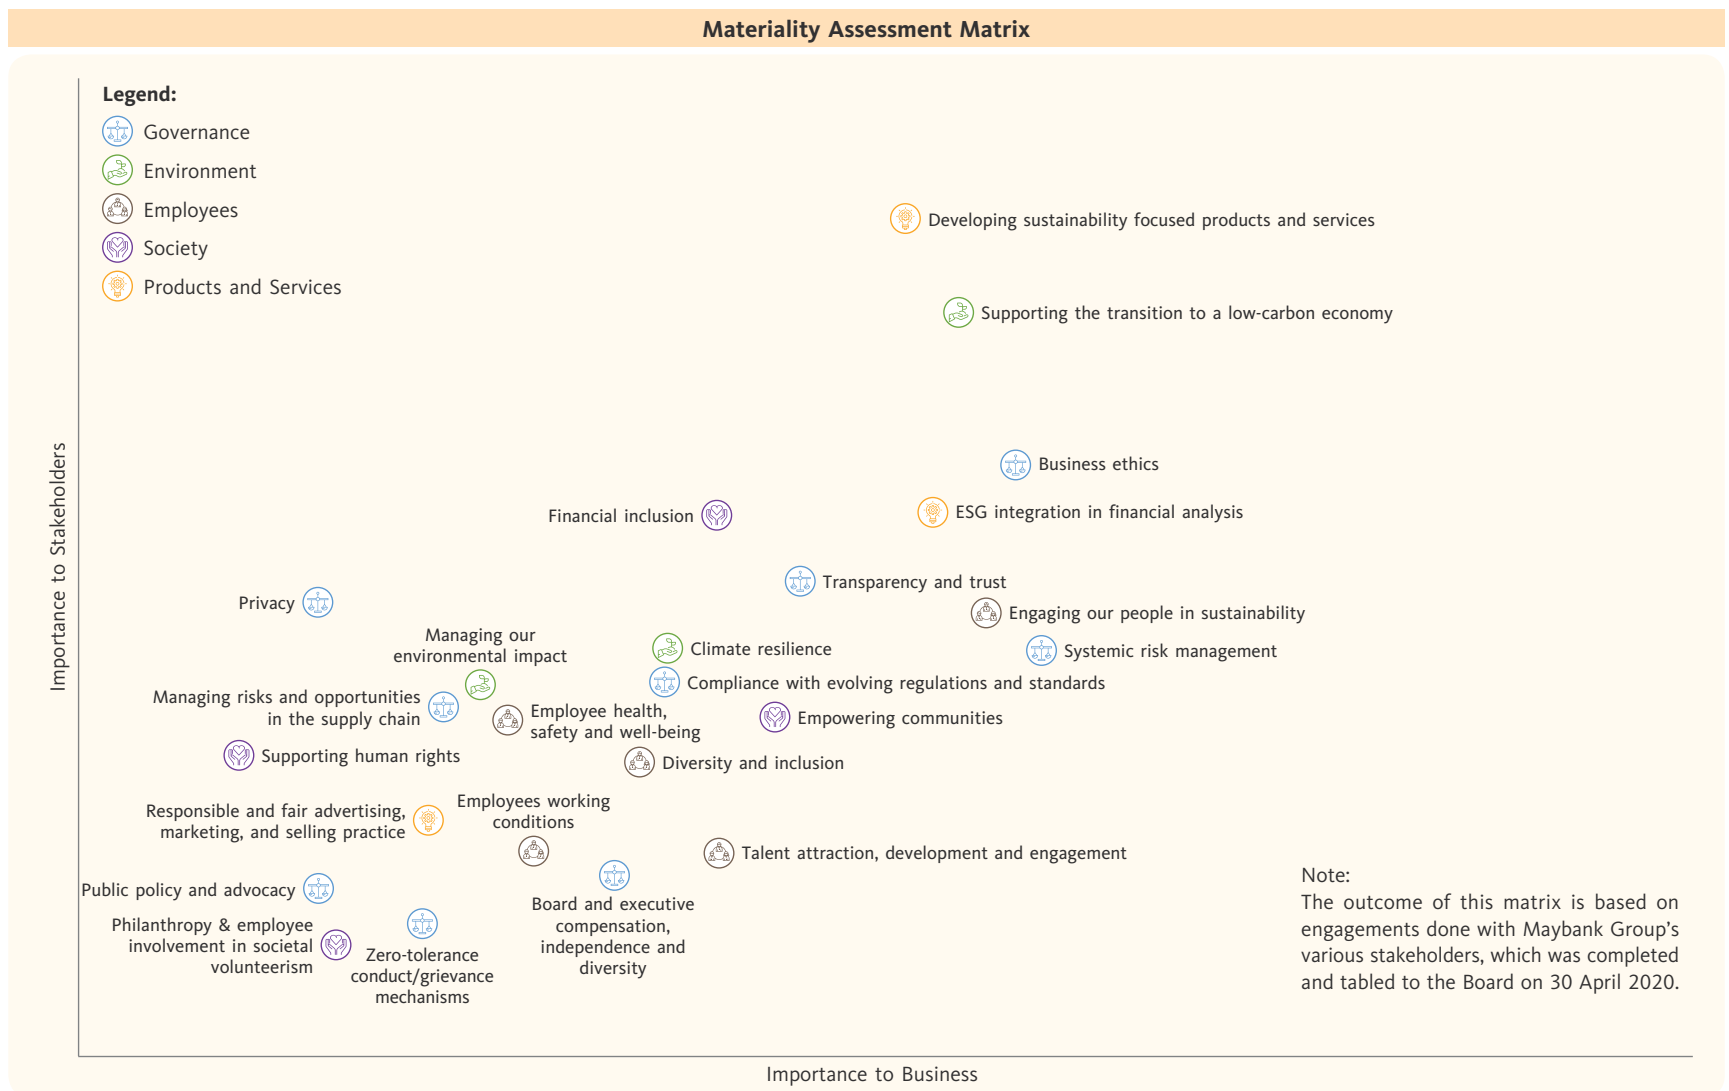 Materiality Assessment Matrix
Legend:
Governance
Environment
Employees
Society
Products and Services
Developing sustainability focused products and services
Supporting the transition to a low-carbon economy
Importance to Stakeholders
Business ethics
Financial inclusion
ESG integration in financial analysis
Transparency and trust
Privacy
Engaging our people in sustainability
Managing our
environmental impact
Climate resilience
Systemic risk management
Compliance with evolving regulations and standards
Managing risks and opportunities
in the supply chain
Employee health,
safety and well-being
Empowering communities
Supporting human rights
Diversity and inclusion
Responsible and fair advertising,
marketing, and selling practice
Employees working
conditions
Talent attraction, development and engagement
Public policy and advocacy
Board and executive
compensation,
independence and
diversity
Philanthropy & employee
involvement in societal
volunteerism
Zero-tolerance
conduct/grievance
mechanisms
Note:
The outcome of this matrix is based on
engagements done with Maybank Group’s
various stakeholders, which was completed
and tabled to the Board on 30 April 2020.
Importance to Business